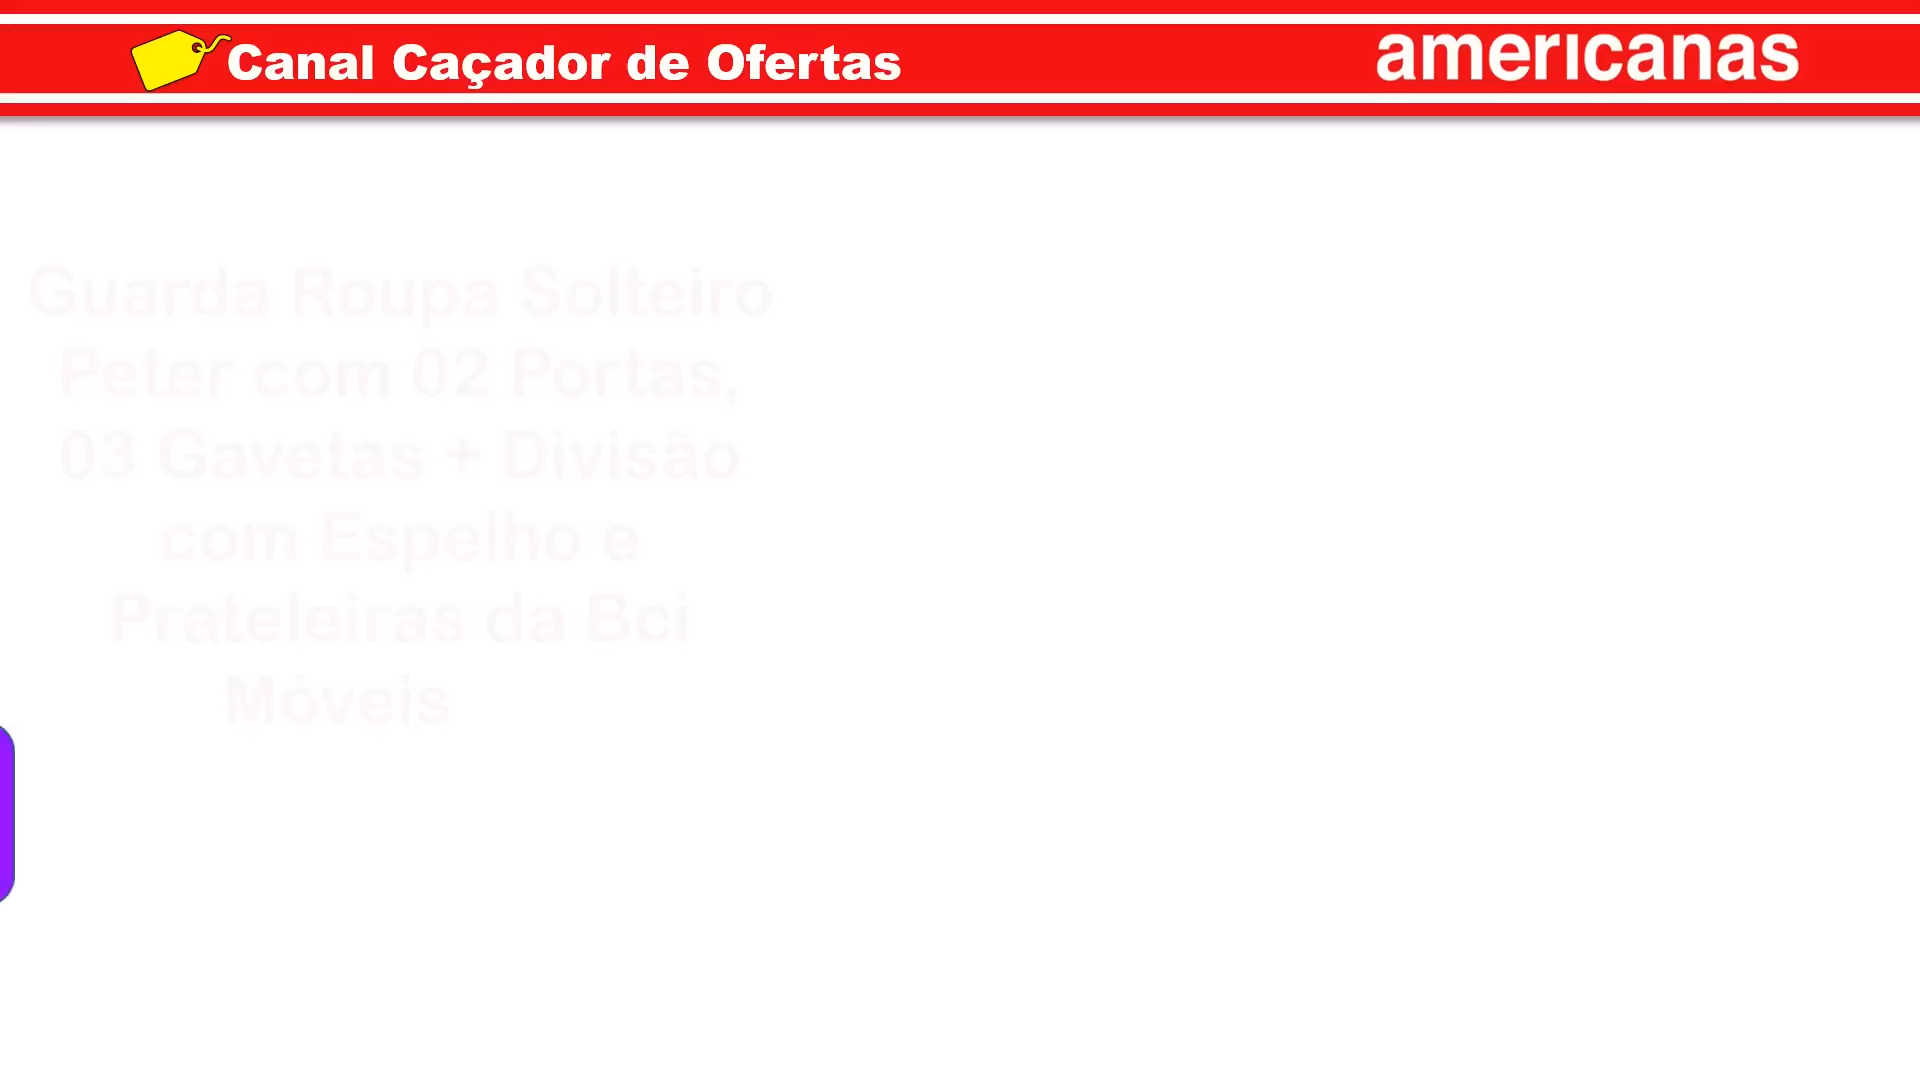 Canal Caçador de Ofertas
americanas
Guarda Roupa Solteiro
Peter com 02 Portas,
03 Gavetas + Divisão
com Espelho e
Prateleiras da Bci
Móveis